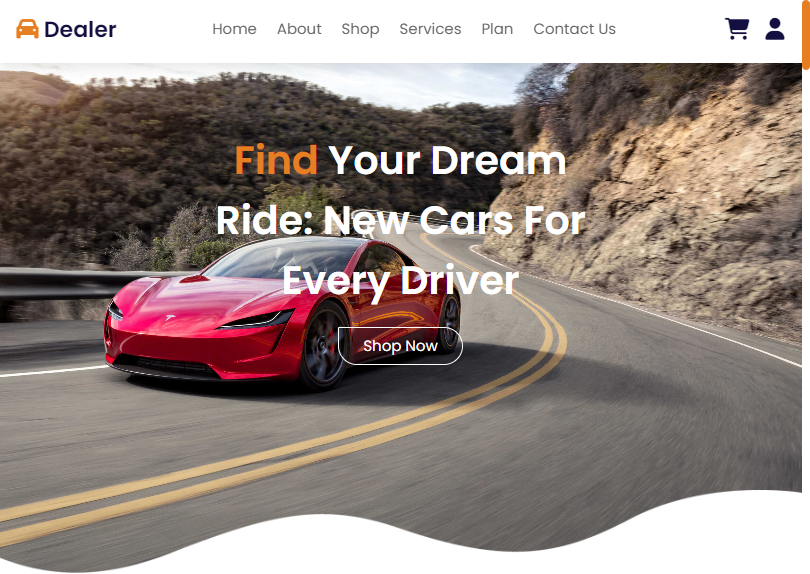 Dealer
Home About Shop Services Plan Contact Us
Find Your Dream
Ride: New Cars For
Every Driver
Shop Now